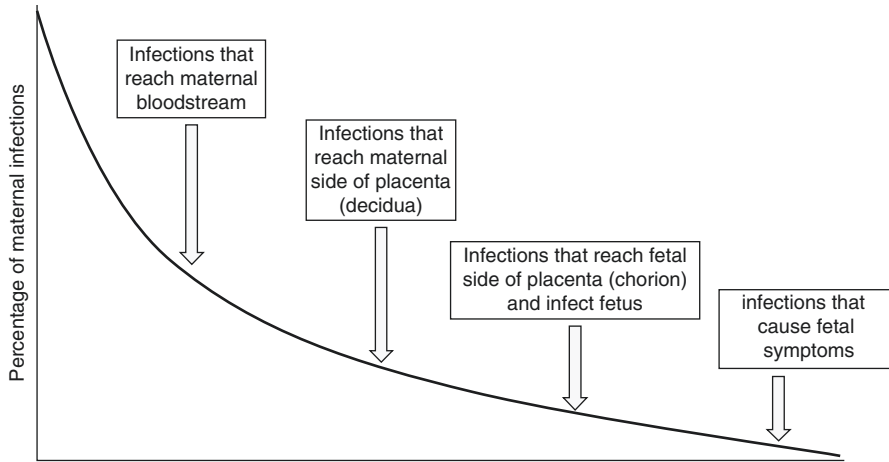 Percentage of maternal infections
Infections that
reach maternal
bloodstream
Infections that
reach maternal
side of placenta
(decidua)
Infections that reach fetal
side of placenta (chorion)
and infect fetus
infections that
cause fetal
symptoms